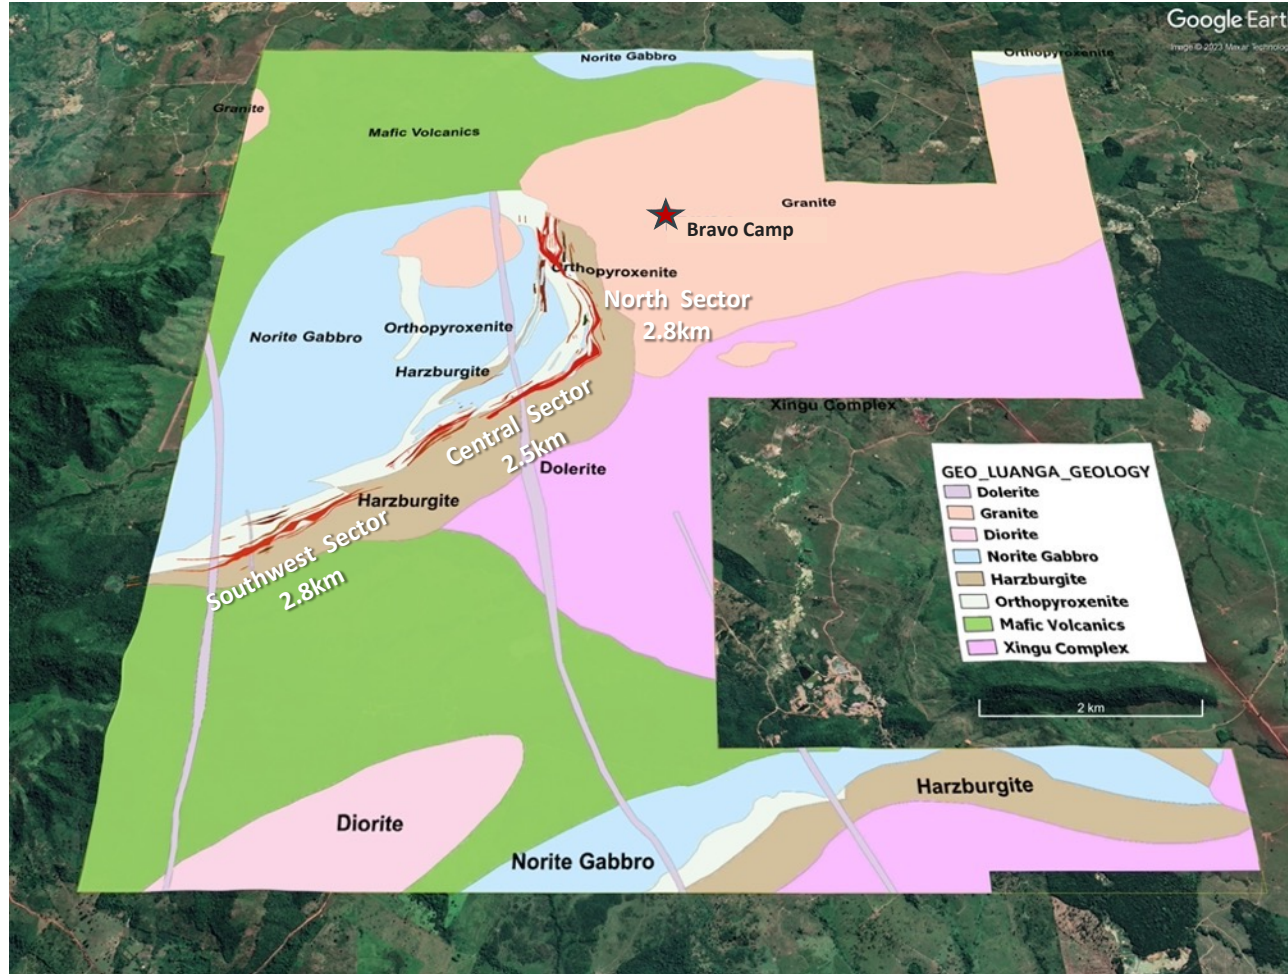 Google Eart
Image © 2023 Maxar Technolo
Norite Gabbro
Orthopyroxenite
Granite
Mafic Volcanics
Granite
Bravo Camp
Orthopyroxenite
North Sector
2.8km
Norite Gabbro
Orthopyroxenite
Harzburgite
Xingu Complex
Central Sector
2.5km
Dolerite
Harzburgite
Southwest Sector
2.8km
GEO_LUANGA_GEOLOGY
Dolerite
Granite
Diorite
Norite Gabbro
Harzburgite
Orthopyroxenite
Mafic Volcanics
Xingu Complex
2 km
Harzburgite
Diorite
Norite Gabbro